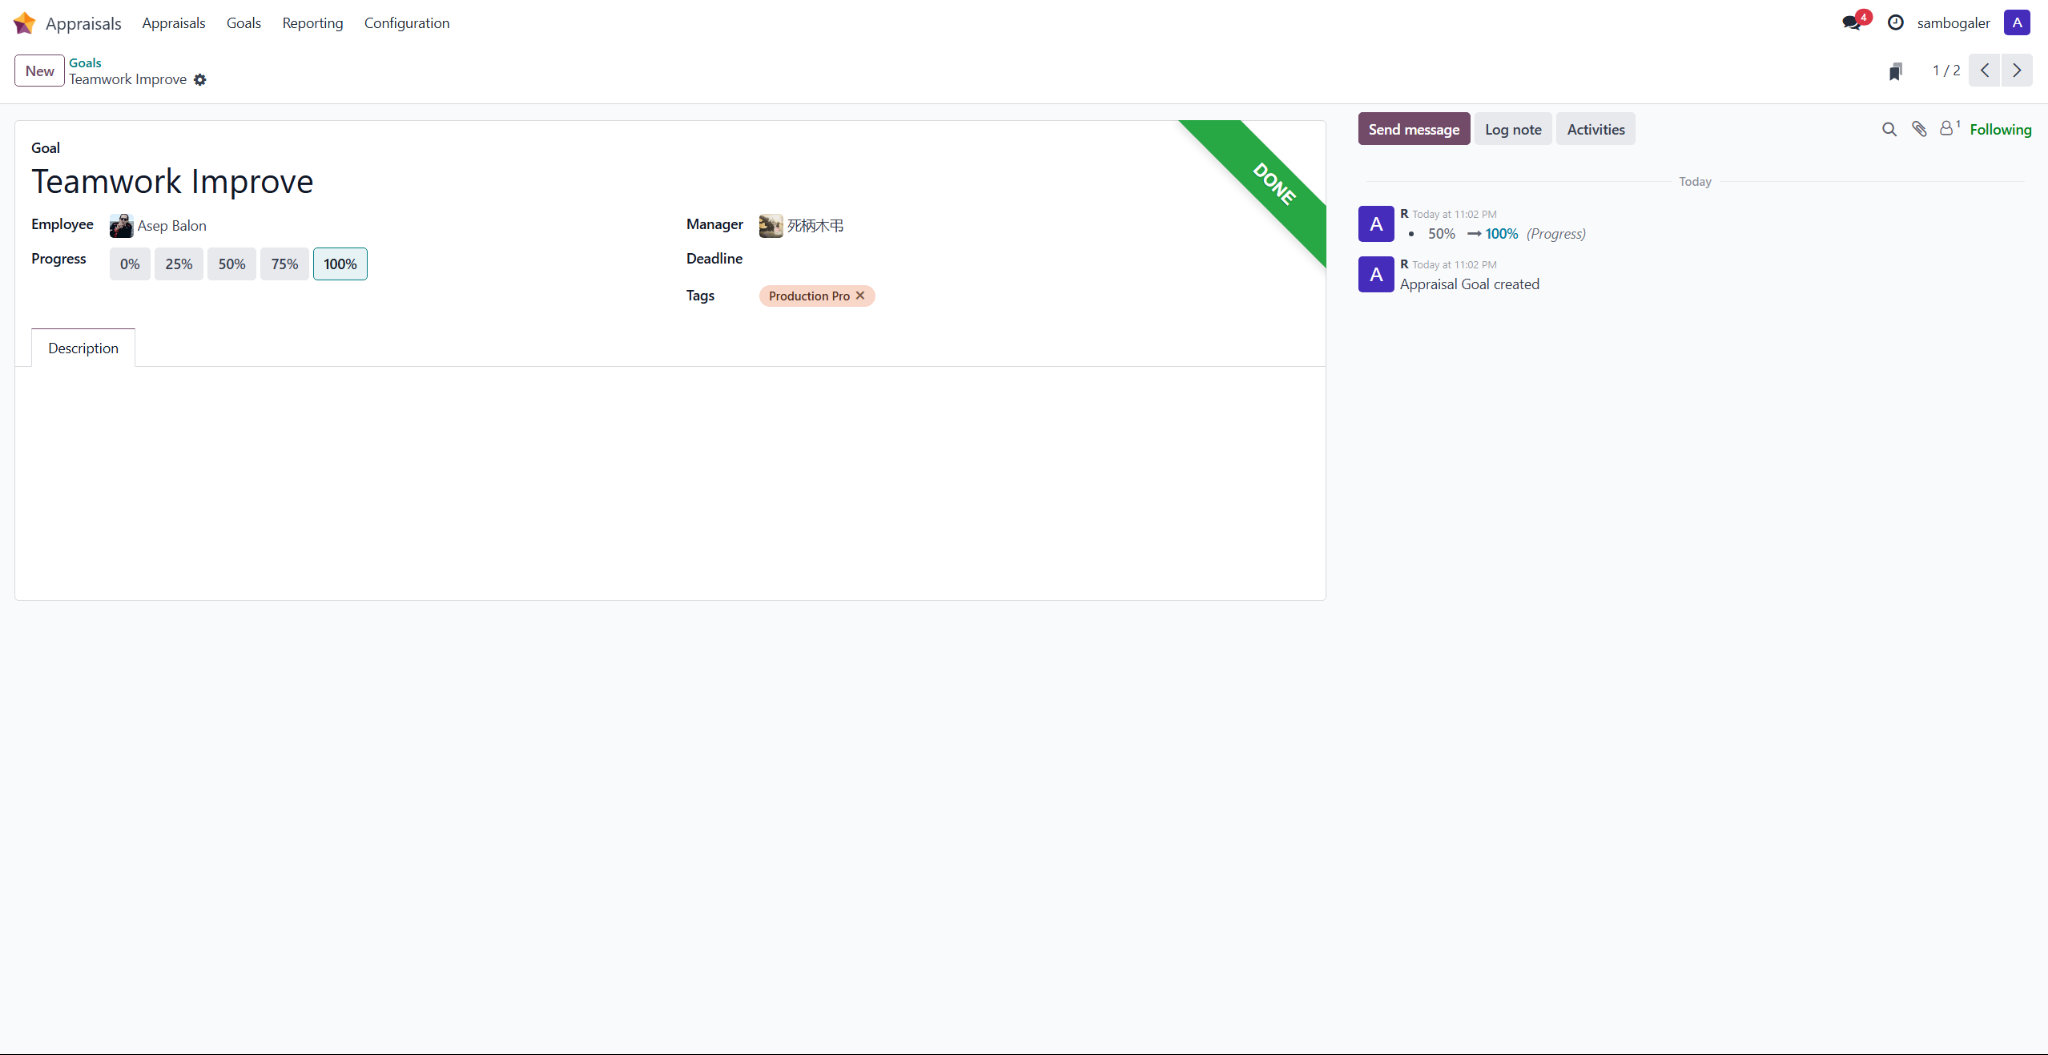 Appraisals Appraisals Goals Reporting Configuration 4 sambogaler A
New Goals 1 / 2
Teamwork Improve
Goal
Teamwork Improve
DONE
Employee Asep Balon
Progress 0% 25% 50% 75% 100%
Manager 死柄木弔
Deadline
Tags Production Pro
Description
Send message Log note Activities 1 Following
Today
A R Today at 11:02 PM
50% → 100% (Progress)
A R Today at 11:02 PM
Appraisal Goal created